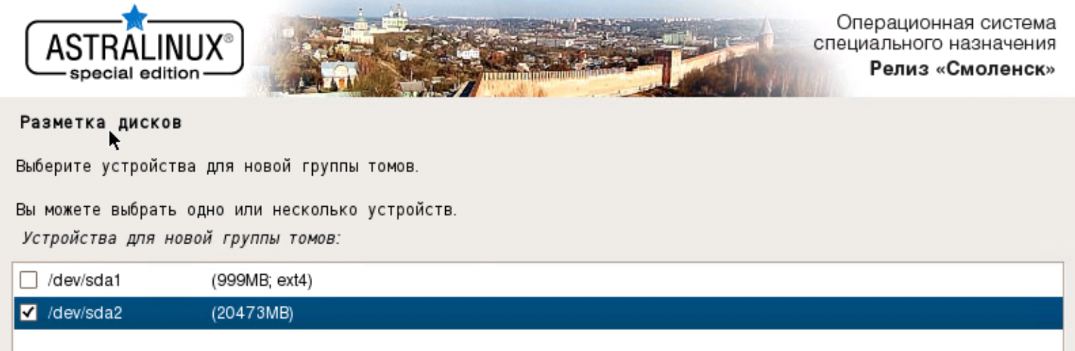 ASTRALINUX®
special edition
Операционная система
специального назначения
Релиз «Смоленск»
Разметка дисков
Выберите устройства для новой группы томов.
Вы можете выбрать одно или несколько устройств.
Устройства для новой группы томов:
/dev/sda1 (999MB; ext4)
/dev/sda2 (20473MB)